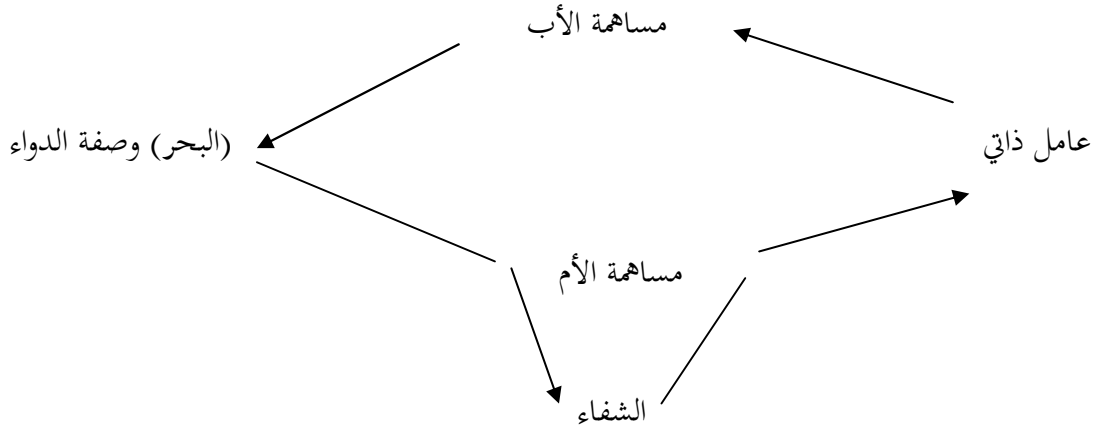 مساهمة الأب
عامل ذاتي
(البحر) وصفة الدواء
مساهمة الأم
الشفاء